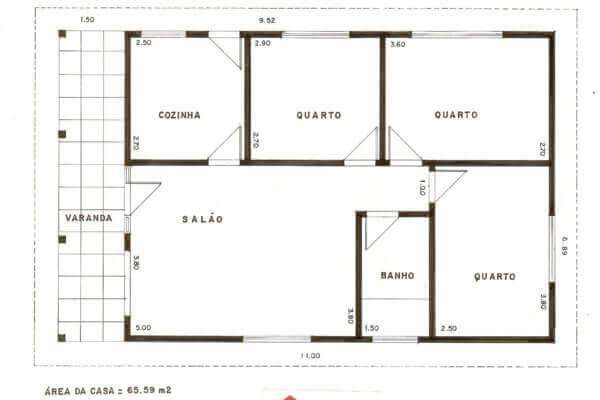 1.50 9.52
2.50 2.90 3.60
COZINHA QUARTO QUARTO
2.70 2.70 2.70
1.00
VARANDA SALÃO
6.89
3.80 BANHO QUARTO
3.80 3.80
5.00 1.50 2.50
11.00
ÁREA DA CASA = 65.59 m2